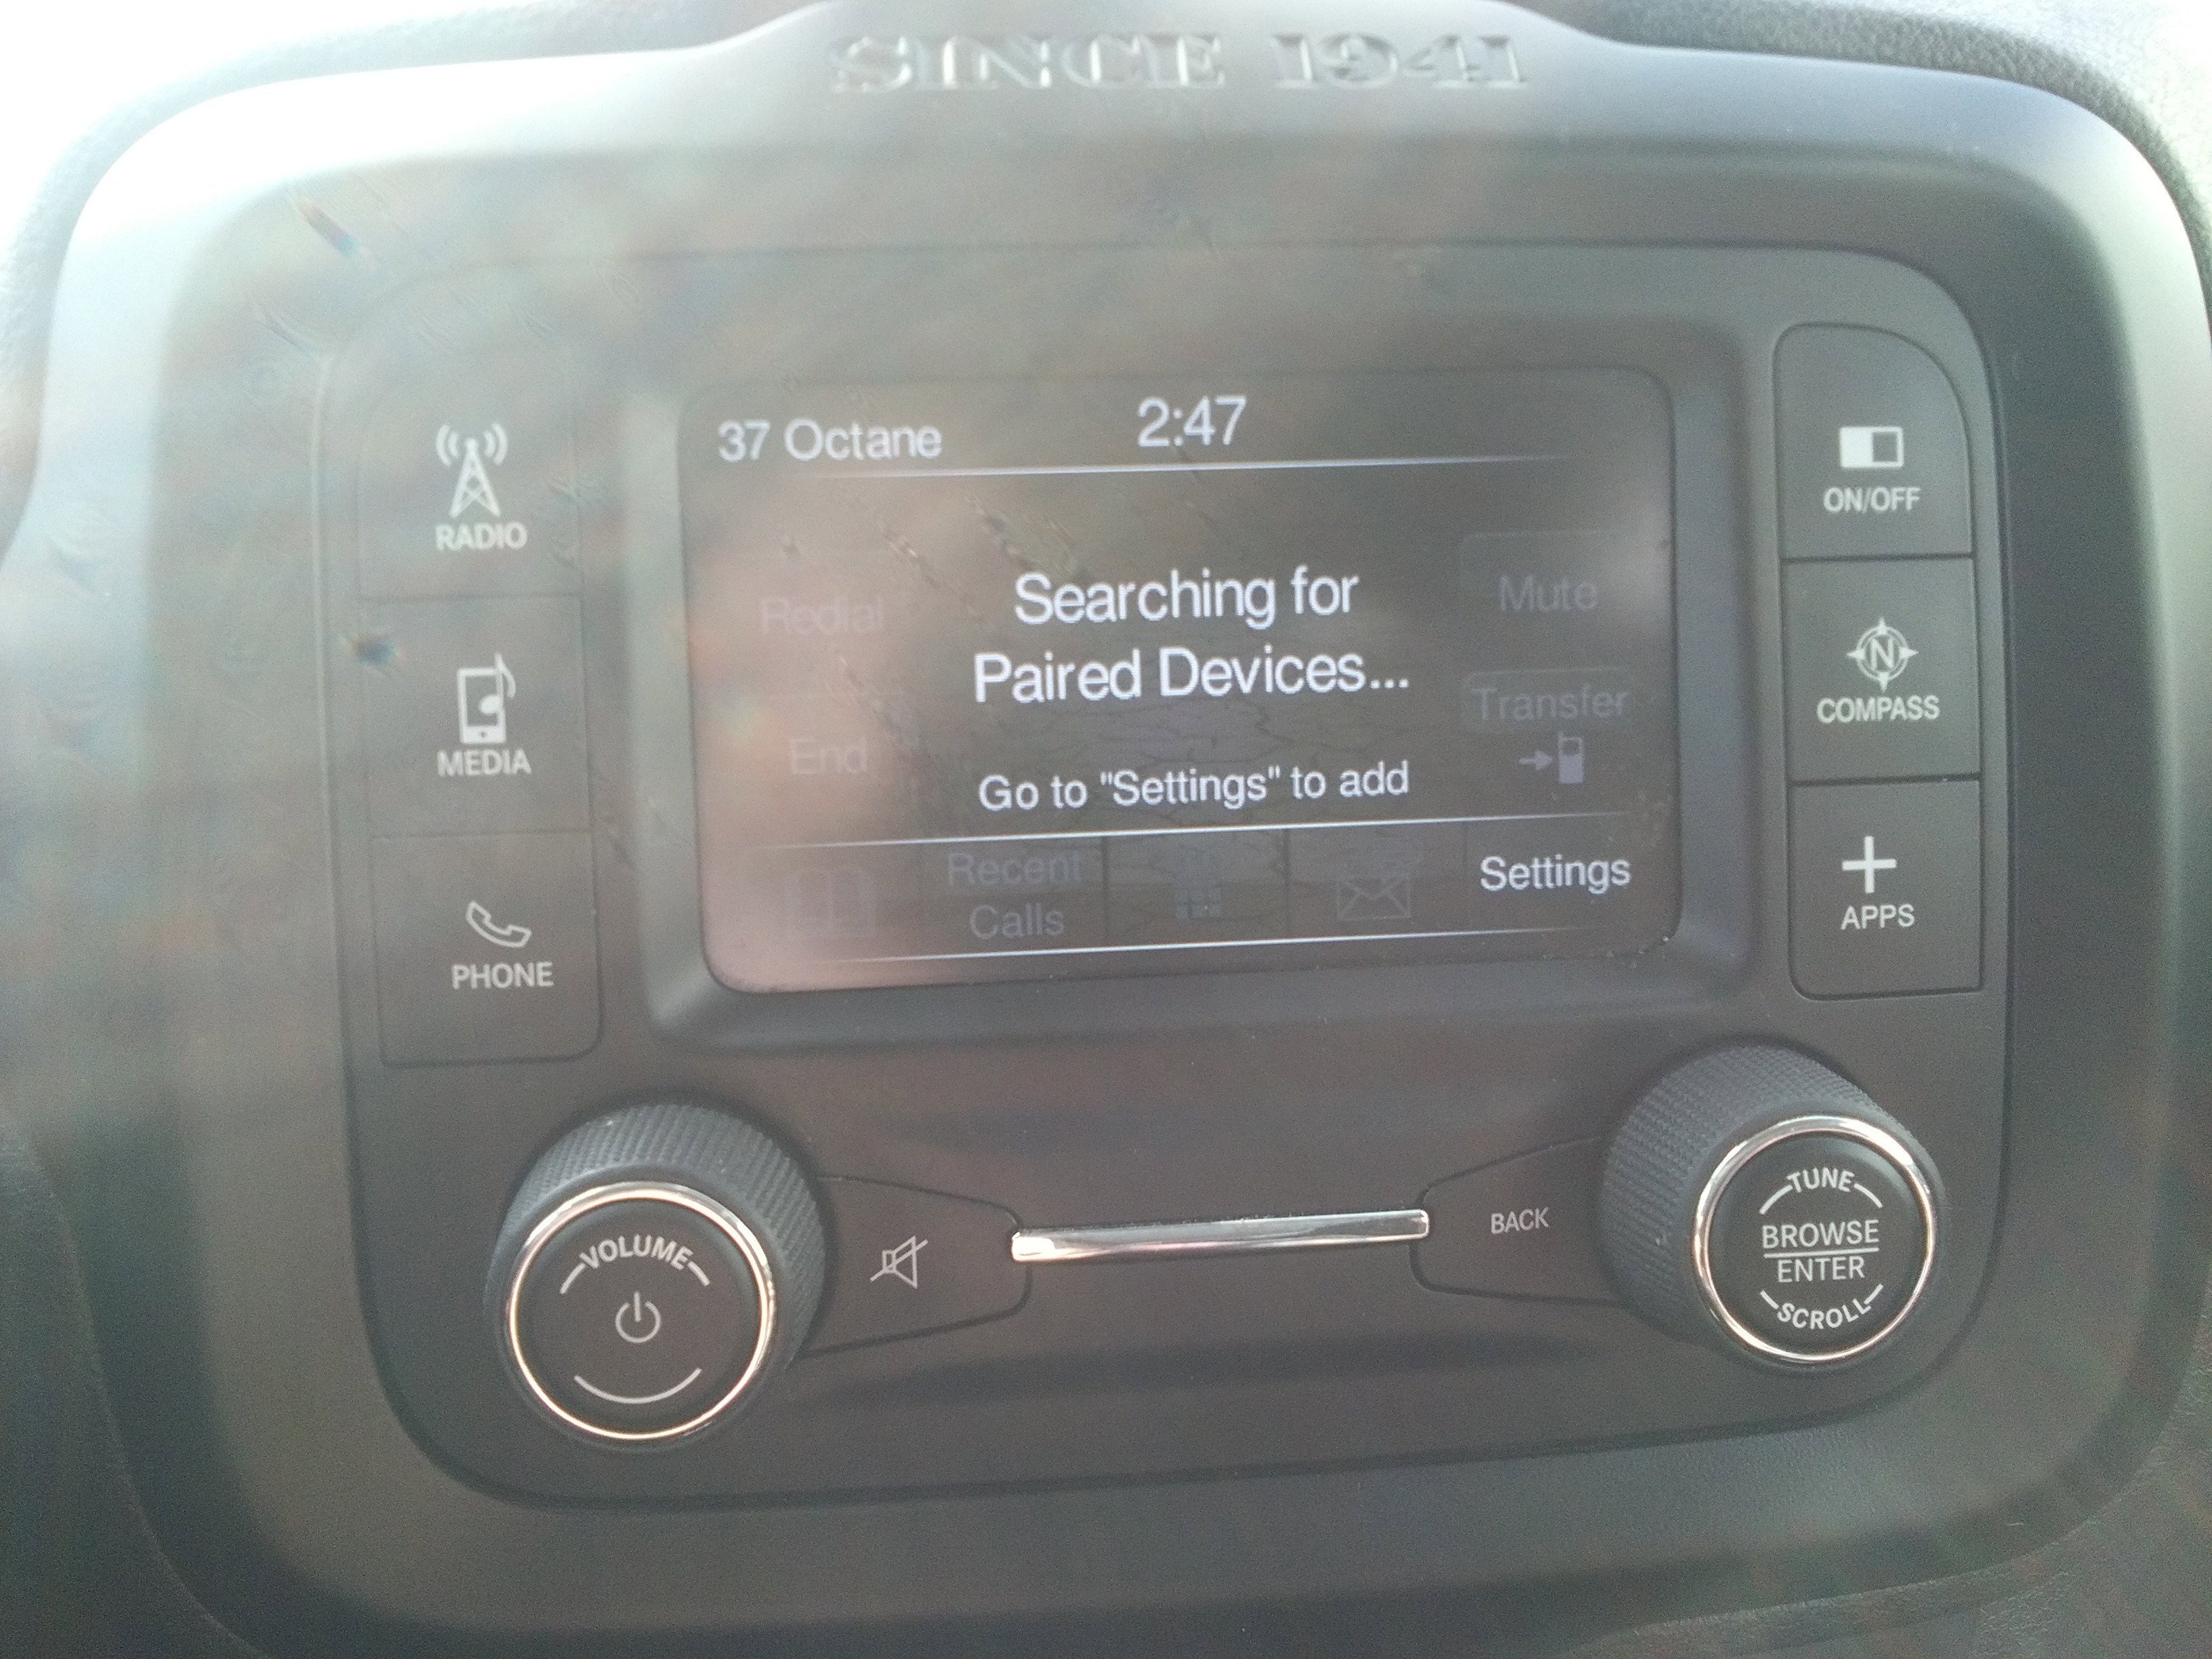 SINCE 1941
37 Octane
2:47
RADIO
MEDIA
PHONE
Searching for
Paired Devices...
Go to "Settings" to add
Redial
End
Mute
Transfer
Recent
Calls
Settings
ON/OFF
N
COMPASS
APPS
VOLUME
BACK
TUNE
BROWSE
ENTER
SCROLL